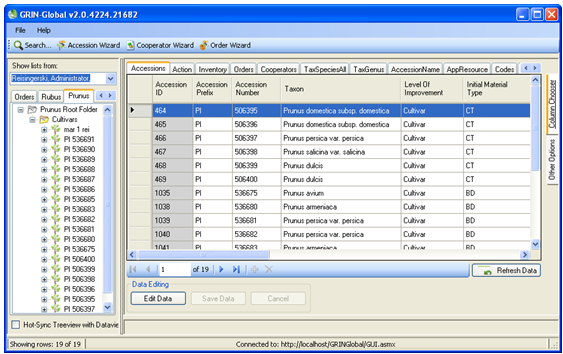 GRIN-Global v2.0.4224.21682
File Help
Search... Accession Wizard Cooperator Wizard Order Wizard
Show lists from:
Reisingerski, Administrator,
Orders Rubus Prunus
Prunus Root Folder
Cultivars
mar 1 rei
PI 536691
PI 536690
PI 536689
PI 536688
PI 536687
PI 536686
PI 536685
PI 536683
PI 536682
PI 536681
PI 536680
PI 536675
PI 506400
PI 506399
PI 506398
PI 506396
PI 506395
PI 506397
Hot-Sync Treeview with Datavie
Accessions Action Inventory Orders Cooperators TaxSpeciesAll TaxGenus AccessionName AppResource Codes
Accession ID Accession Prefix Accession Number Taxon Level Of Improvement Initial Material Type
464 PI 506395 Prunus domestica subsp. domestica Cultivar CT
465 PI 506396 Prunus domestica subsp. domestica Cultivar CT
466 PI 506397 Prunus persica var. persica Cultivar CT
467 PI 506398 Prunus salicina var. salicina Cultivar CT
468 PI 506399 Prunus dulcis Cultivar CT
469 PI 506400 Prunus dulcis Cultivar CT
1035 PI 536675 Prunus avium Cultivar BD
1038 PI 536680 Prunus armeniaca Cultivar BD
1039 PI 536681 Prunus persica var. persica Cultivar BD
1040 PI 536682 Prunus persica var. persica Cultivar BD
1041 PI 536683 Prunus armeniaca Cultivar BD
1 of 19
Refresh Data
Data Editing
Edit Data Save Data Cancel
Column Chooser
Other Options
Showing rows: 19 of 19 Connected to: http://localhost/GRINGlobal/GUI.asmx